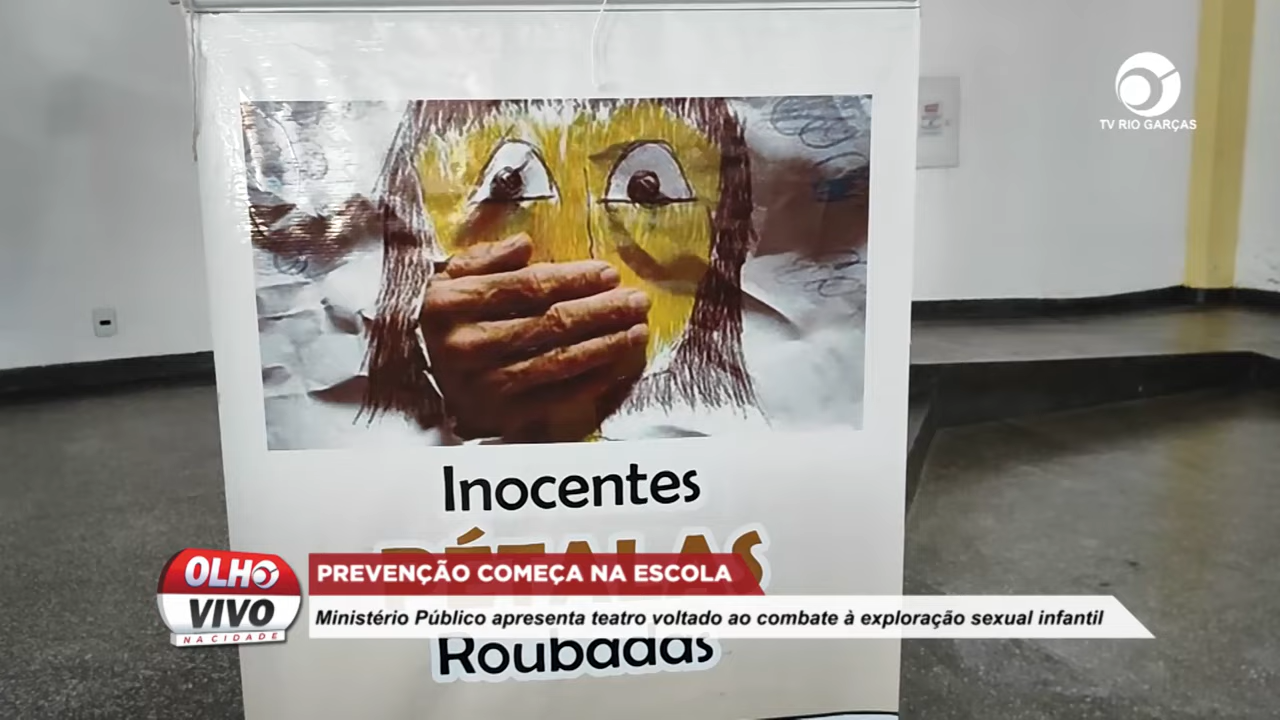 TV RIO GARÇAS
Inocentes
PÉTALAS
OLHO
VIVO
NA CIDADE
PREVENÇÃO COMEÇA NA ESCOLA
Ministério Público apresenta teatro voltado ao combate à exploração sexual infantil
Roubadas